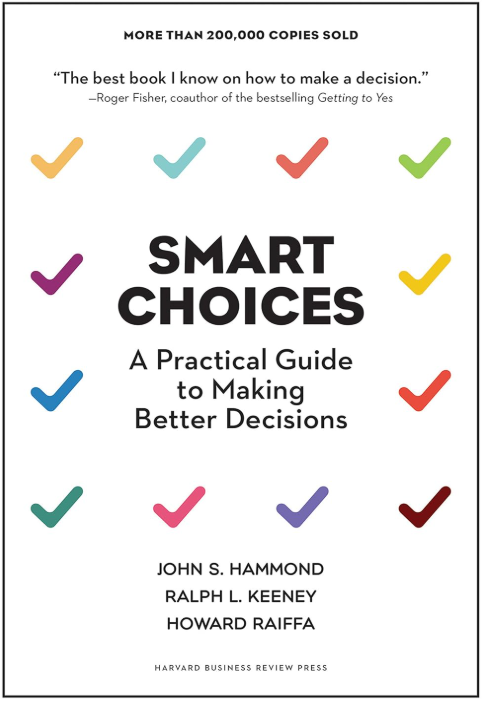 MORE THAN 200,000 COPIES SOLD
“The best book I know on how to make a decision.”
—Roger Fisher, coauthor of the bestselling Getting to Yes
SMART
CHOICES
A Practical Guide
to Making
Better Decisions
JOHN S. HAMMOND
RALPH L. KEENEY
HOWARD RAIFFA
HARVARD BUSINESS REVIEW PRESS